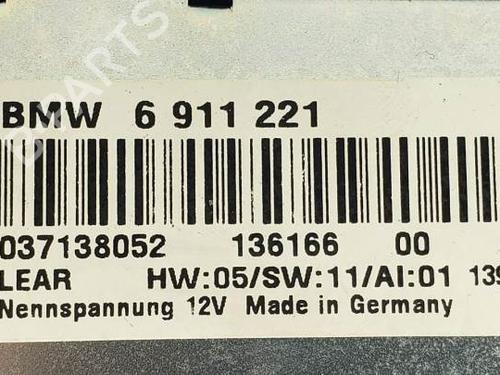 BMW 6 911 221
037138052 136166 00
LEAR HW:05/SW:11/AI:01 139
Nennspannung 12V Made in Germany